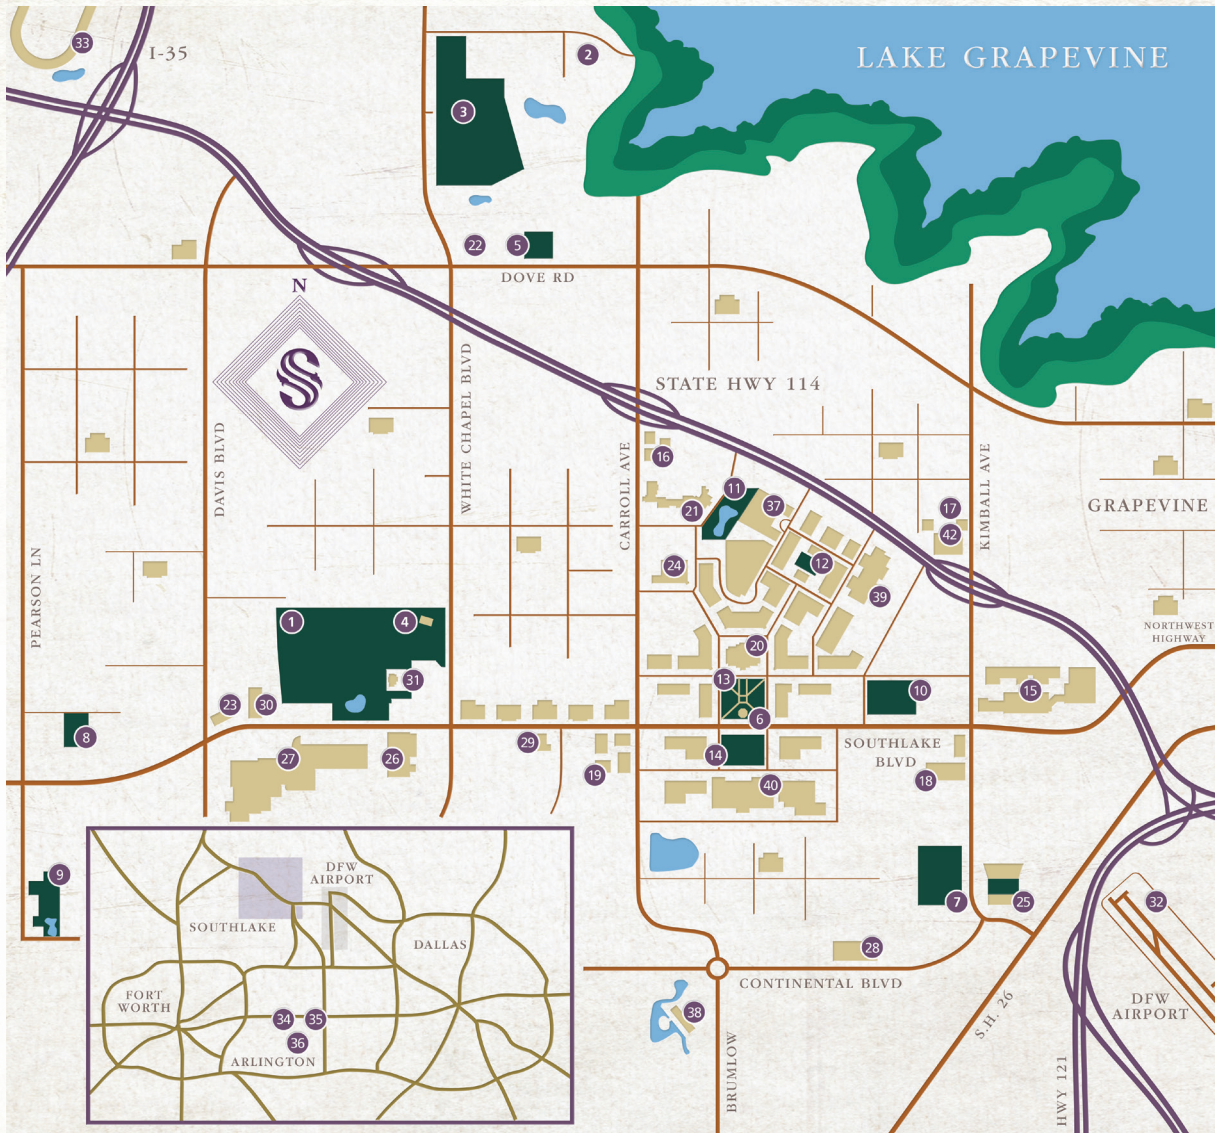 33
I-35
2
LAKE GRAPEVINE
3
22
5
DOVE RD
N
S
WHITE CHAPEL BLVD
STATE HWY 114
DAVIS BLVD
CARROLL AVE
KIMBALL AVE
16
11
37
21
17
42
GRAPEVINE
24
12
39
PEARSON LN
1
4
20
NORTHWEST
HIGHWAY
31
13
10
15
23
30
6
8
27
26
29
14
SOUTHLAKE
BLVD
19
40
18
9
7
25
32
DFW
AIRPORT
SOUTHLAKE
DALLAS
FORT
WORTH
34
35
36
ARLINGTON
28
CONTINENTAL BLVD
38
BRUMLOW
S.H. 26
HWY 121
DFW
AIRPORT